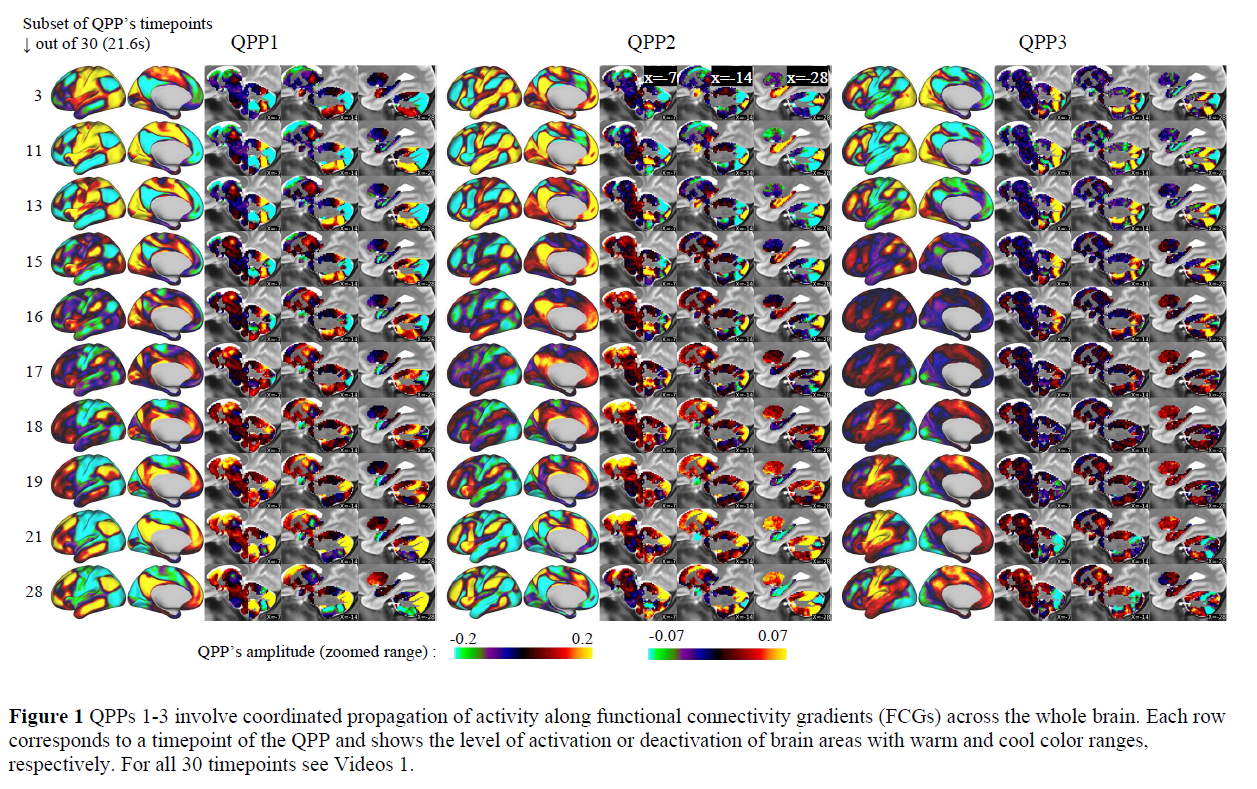 Subset of QPP's timepoints
↓ out of 30 (21.6s)
QPP1
QPP2
QPP3
x=-7
x=-14
x=-28
3
11
13
15
16
17
18
19
21
28
QPP's amplitude (zoomed range) :
-0.2
0.2
-0.07
0.07
Figure 1 QPPs 1-3 involve coordinated propagation of activity along functional connectivity gradients (FCGs) across the whole brain. Each row
corresponds to a timepoint of the QPP and shows the level of activation or deactivation of brain areas with warm and cool color ranges,
respectively. For all 30 timepoints see Videos 1.